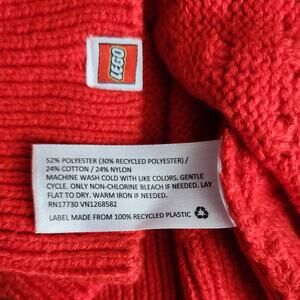 LEGO
52% POLYESTER (30% RECYCLED POLYESTER) /
24% COTTON / 24% NYLON
MACHINE WASH COLD WITH LIKE COLORS. GENTLE
CYCLE. ONLY NON-CHLORINE BLEACH IF NEEDED. LAY
FLAT TO DRY. WARM IRON IF NEEDED.
RN17730 VN1268582
LABEL MADE FROM 100% RECYCLED PLASTIC